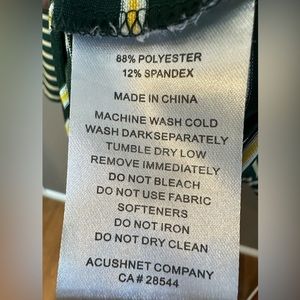 88% POLYESTER
12% SPANDEX
MADE IN CHINA
MACHINE WASH COLD
WASH DARKSEPARATELY
TUMBLE DRY LOW
REMOVE IMMEDIATELY
DO NOT BLEACH
DO NOT USE FABRIC
SOFTENERS
DO NOT IRON
DO NOT DRY CLEAN
ACUSHNET COMPANY
CA # 28544